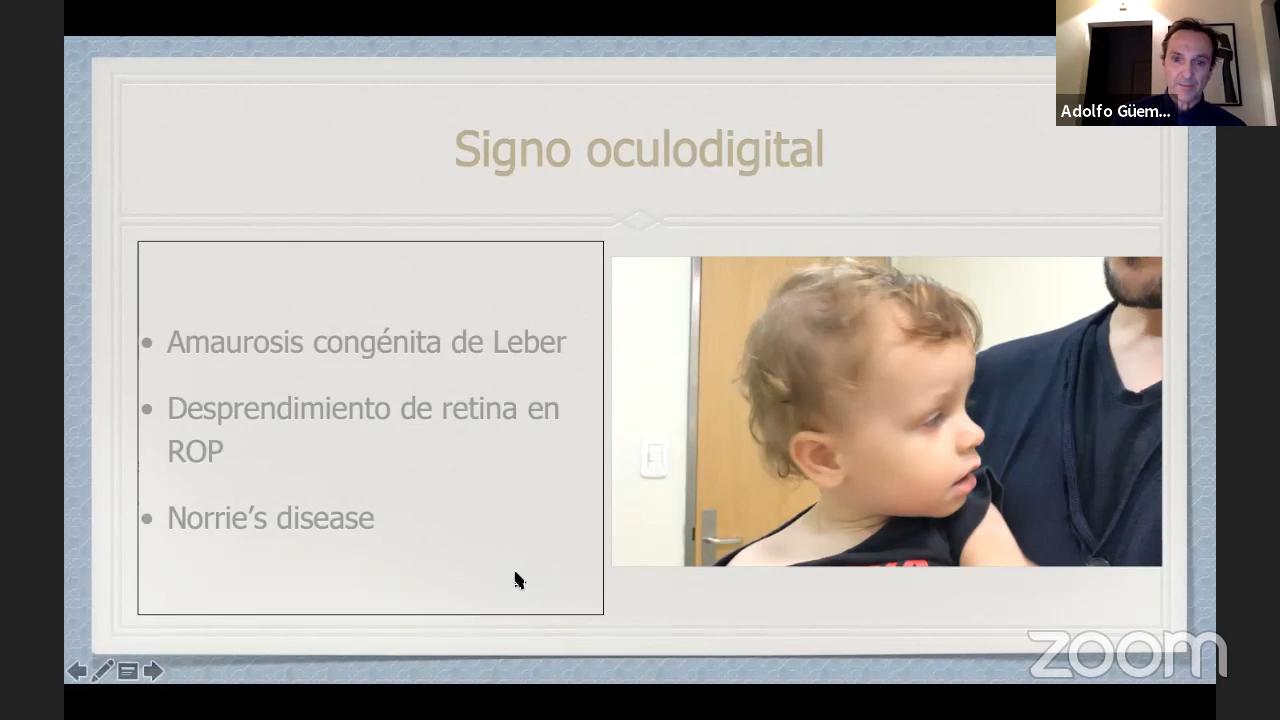 Adolfo Güem...
Signo oculodigital
• Amaurosis congénita de Leber
• Desprendimiento de retina en
ROP
• Norrie’s disease
zoom